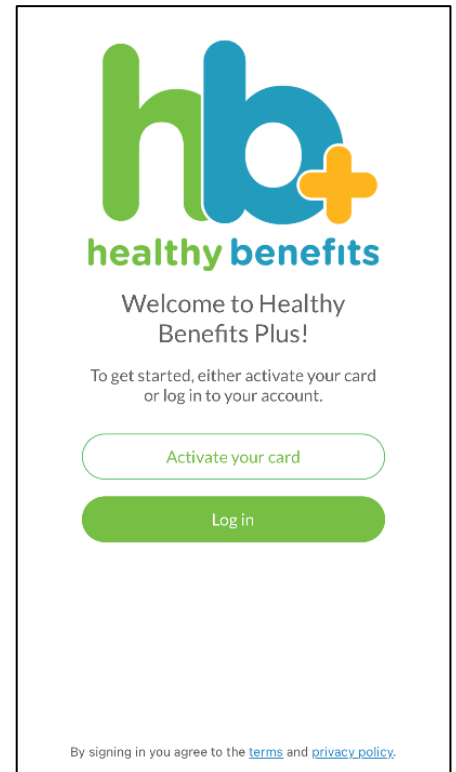 hb+
healthy benefits
Welcome to Healthy
Benefits Plus!
To get started, either activate your card
or log in to your account.
Activate your card
Log in
By signing in you agree to the terms and privacy policy.